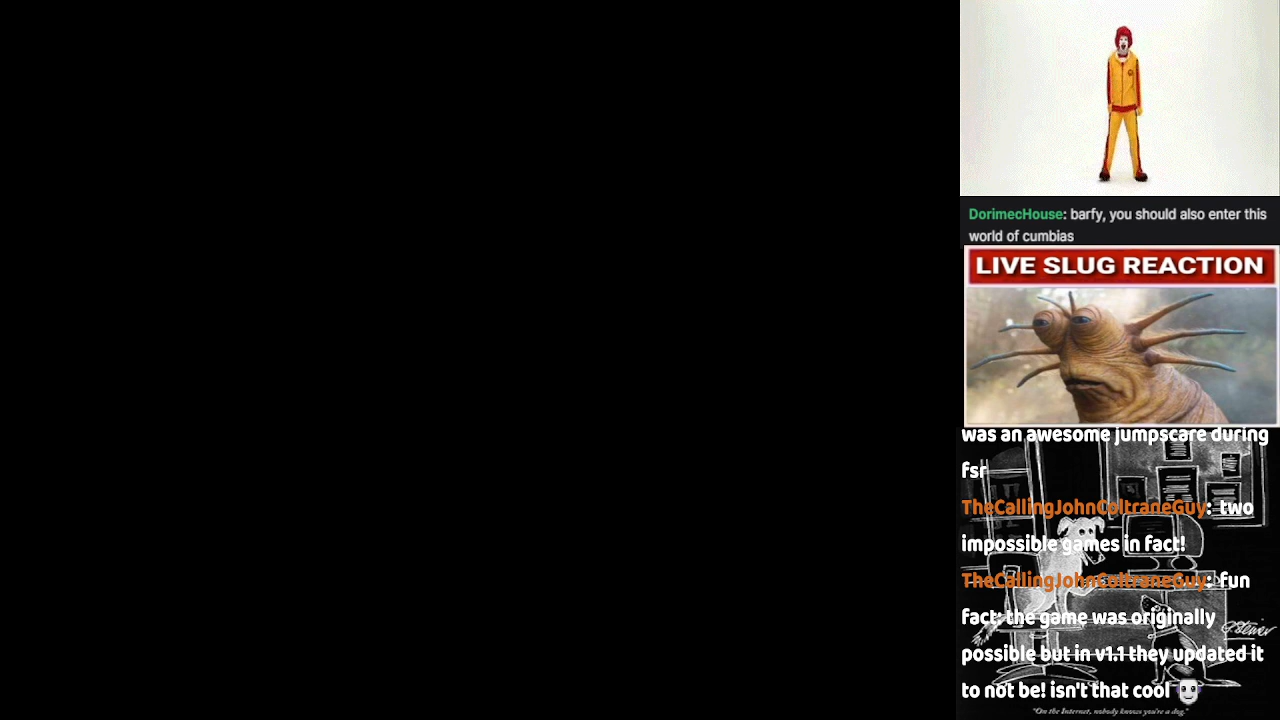 DorimecHouse: barfy, you should also enter this
world of cumbias
LIVE SLUG REACTION
was an awesome jumpscare during
fsr
TheCallingJohnColtraneGuy: two
impossible games in fact!
TheCallingJohnColtraneGuy: fun
fact: the game was originally
possible but in v1.1 they updated it
to not be! isn't that cool
P. Steiner
"On the Internet, nobody knows you're a dog."